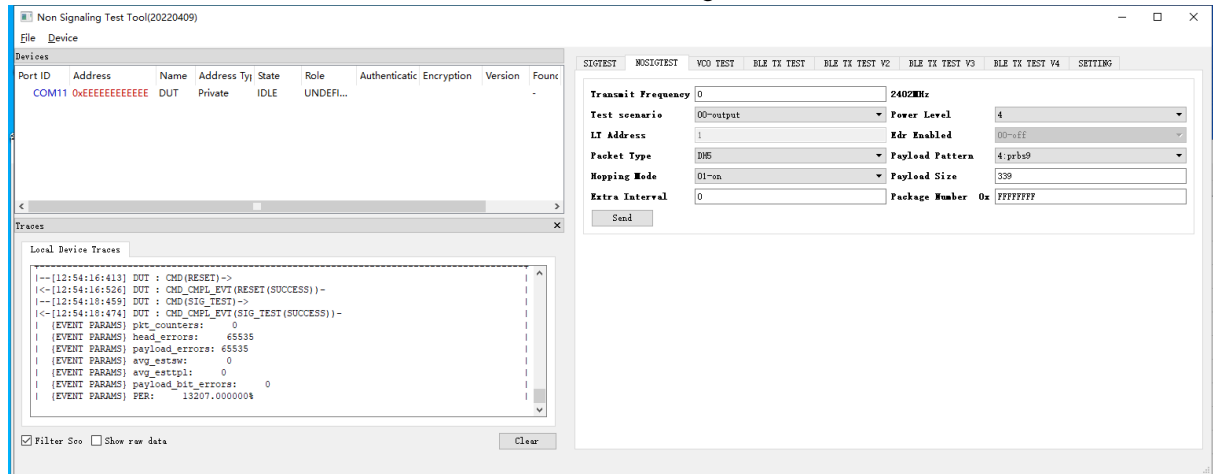 Non Signaling Test Tool(20220409)
File Device
Devices
Port ID Address Name Address Ty State Role Authenticatic Encryption Version Found
COM11 0xEEEEEEEEEEEE DUT Private IDLE UNDEFI... -
Traces
Local Device Traces
|--[12:54:16:413] DUT : CMD(RESET)-> |
|<-[12:54:16:526] DUT : CMD_CMPL_EVT(RESET(SUCCESS))- |
|--[12:54:18:459] DUT : CMD(SIG_TEST)-> |
|<-[12:54:18:474] DUT : CMD_CMPL_EVT(SIG_TEST(SUCCESS))- |
| {EVENT PARAMS} pkt_counters: 0 |
| {EVENT PARAMS} head_errors: 65535 |
| {EVENT PARAMS} payload_errors: 65535 |
| {EVENT PARAMS} avg_estsw: 0 |
| {EVENT PARAMS} avg_esttpl: 0 |
| {EVENT PARAMS} payload_bit_errors: 0 |
| {EVENT PARAMS} PER: 13207.000000% |
Filter Sco Show raw data Clear
SIGTEST NOSIGTEST VCO TEST BLE TX TEST BLE TX TEST V2 BLE TX TEST V3 BLE TX TEST V4 SETTING
Transmit Frequency 0 2402MHz
Test scenario 00-output Power Level 4
LT Address 1 Edr Enabled 00-off
Packet Type DM5 Payload Pattern 4:prbs9
Hopping Mode 01-on Payload Size 339
Extra Interval 0 Package Number 0x FFFFFFFF
Send